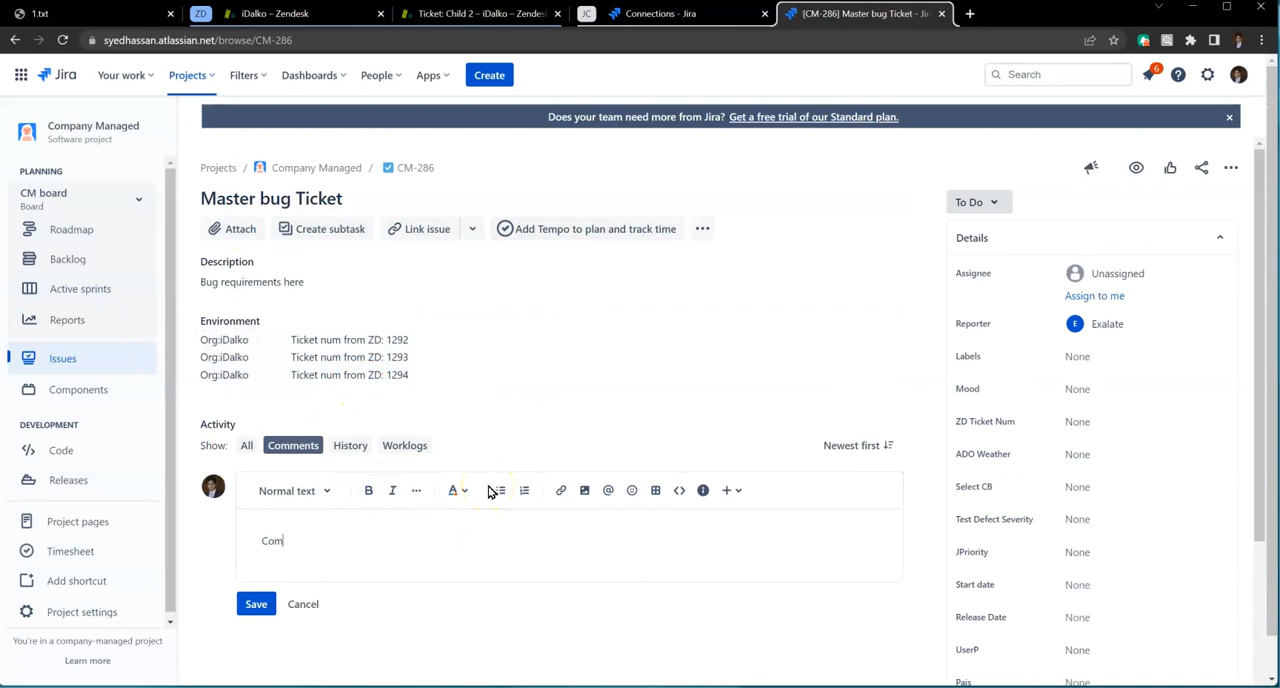 1.txt
ZD
iDalko – Zendesk
Ticket: Child 2 – iDalko – Zendesk
JC
Connections - Jira
[CM-286] Master bug Ticket - Jir
syedhassan.atlassian.net/browse/CM-286
Jira
Your work
Projects
Filters
Dashboards
People
Apps
Create
Search
6
Does your team need more from Jira? Get a free trial of our Standard plan.
Company Managed
Software project
PLANNING
CM board
Board
Roadmap
Backlog
Active sprints
Reports
Issues
Components
DEVELOPMENT
Code
Releases
Project pages
Timesheet
Add shortcut
Project settings
You're in a company-managed project
Learn more
Projects / Company Managed / CM-286
Master bug Ticket
Attach
Create subtask
Link issue
Add Tempo to plan and track time
Description
Bug requirements here
Environment
Org:iDalko Ticket num from ZD: 1292
Org:iDalko Ticket num from ZD: 1293
Org:iDalko Ticket num from ZD: 1294
Activity
Show: All Comments History Worklogs
Newest first
Normal text
B I A
Com
Save
Cancel
To Do
Details
Assignee Unassigned
Assign to me
Reporter E Exalate
Labels None
Mood None
ZD Ticket Num None
ADO Weather None
Select CB None
Test Defect Severity None
JPriority None
Start date None
Release Date None
UserP None
Pais None